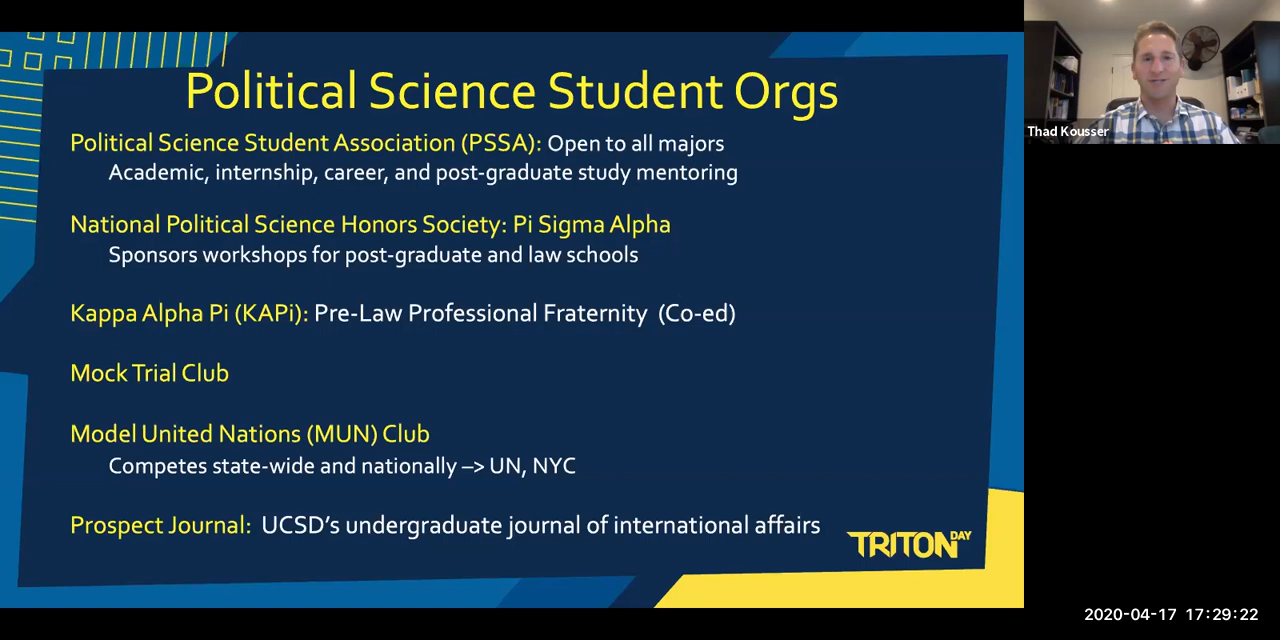 Political Science Student Orgs
Political Science Student Association (PSSA): Open to all majors
Academic, internship, career, and post-graduate study mentoring
National Political Science Honors Society: Pi Sigma Alpha
Sponsors workshops for post-graduate and law schools
Kappa Alpha Pi (KAPi): Pre-Law Professional Fraternity (Co-ed)
Mock Trial Club
Model United Nations (MUN) Club
Competes state-wide and nationally –> UN, NYC
Prospect Journal: UCSD’s undergraduate journal of international affairs
TRITON DAY
Thad Kousser
2020-04-17 17:29:22